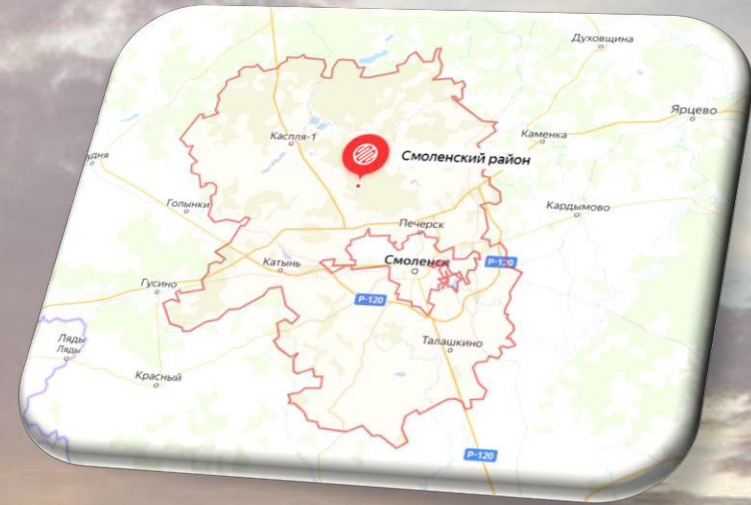 Духовщина
Ярцево
Каменка
Каспля-1
Смоленский район
Голынки
Кардымово
Печерск
Катынь
Смоленск
Р-120
Гусино
Р-120
Ляды
Ляды
Талашкино
Красный
Р-120